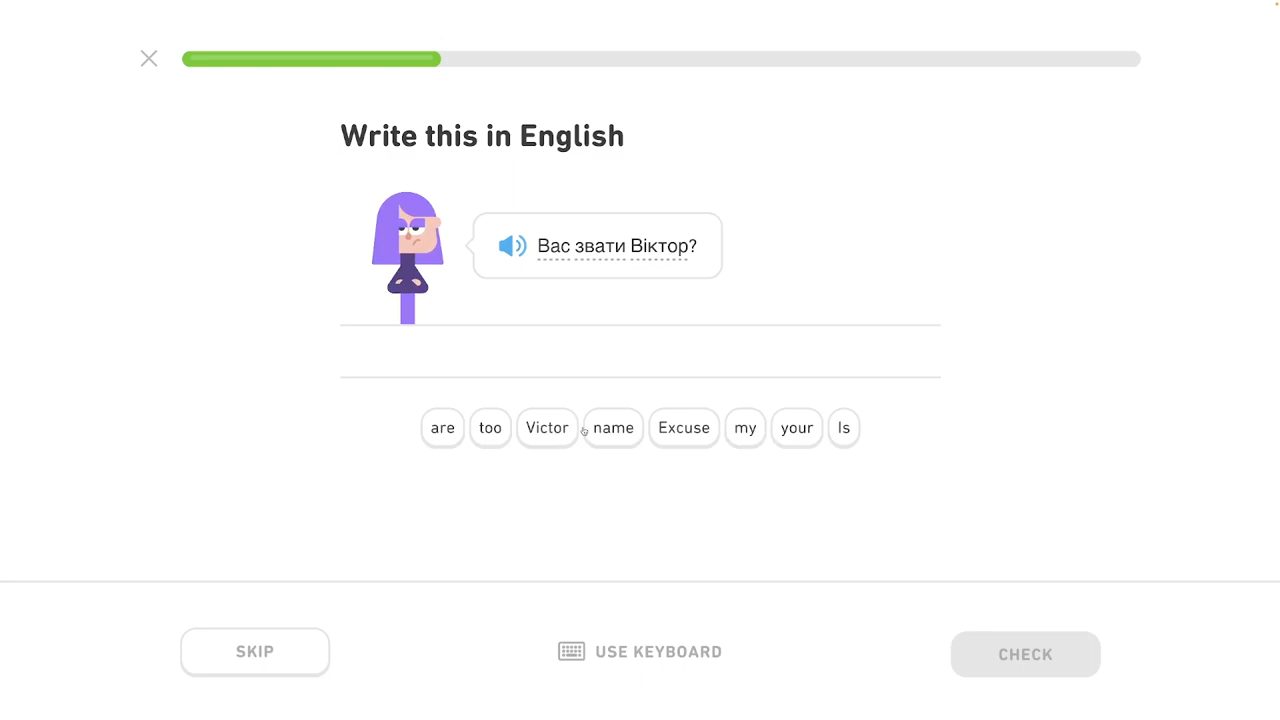 Write this in English
Вас звати Віктор?
are too Victor name Excuse my your Is
SKIP
USE KEYBOARD
CHECK